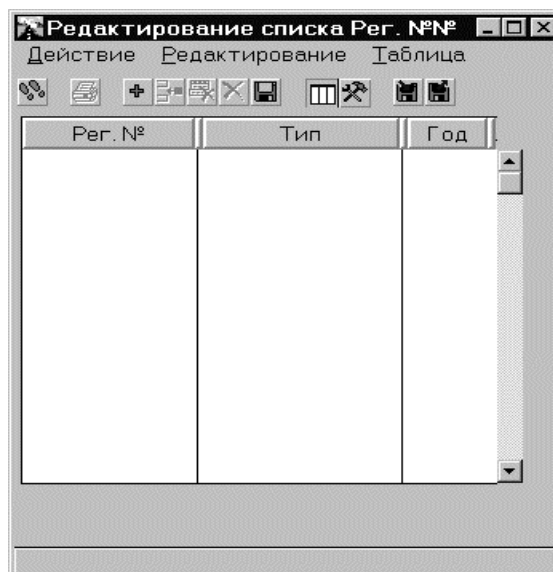 Редактирование списка Рег. №№
Действие Редактирование Таблица
Рег. № Тип Год